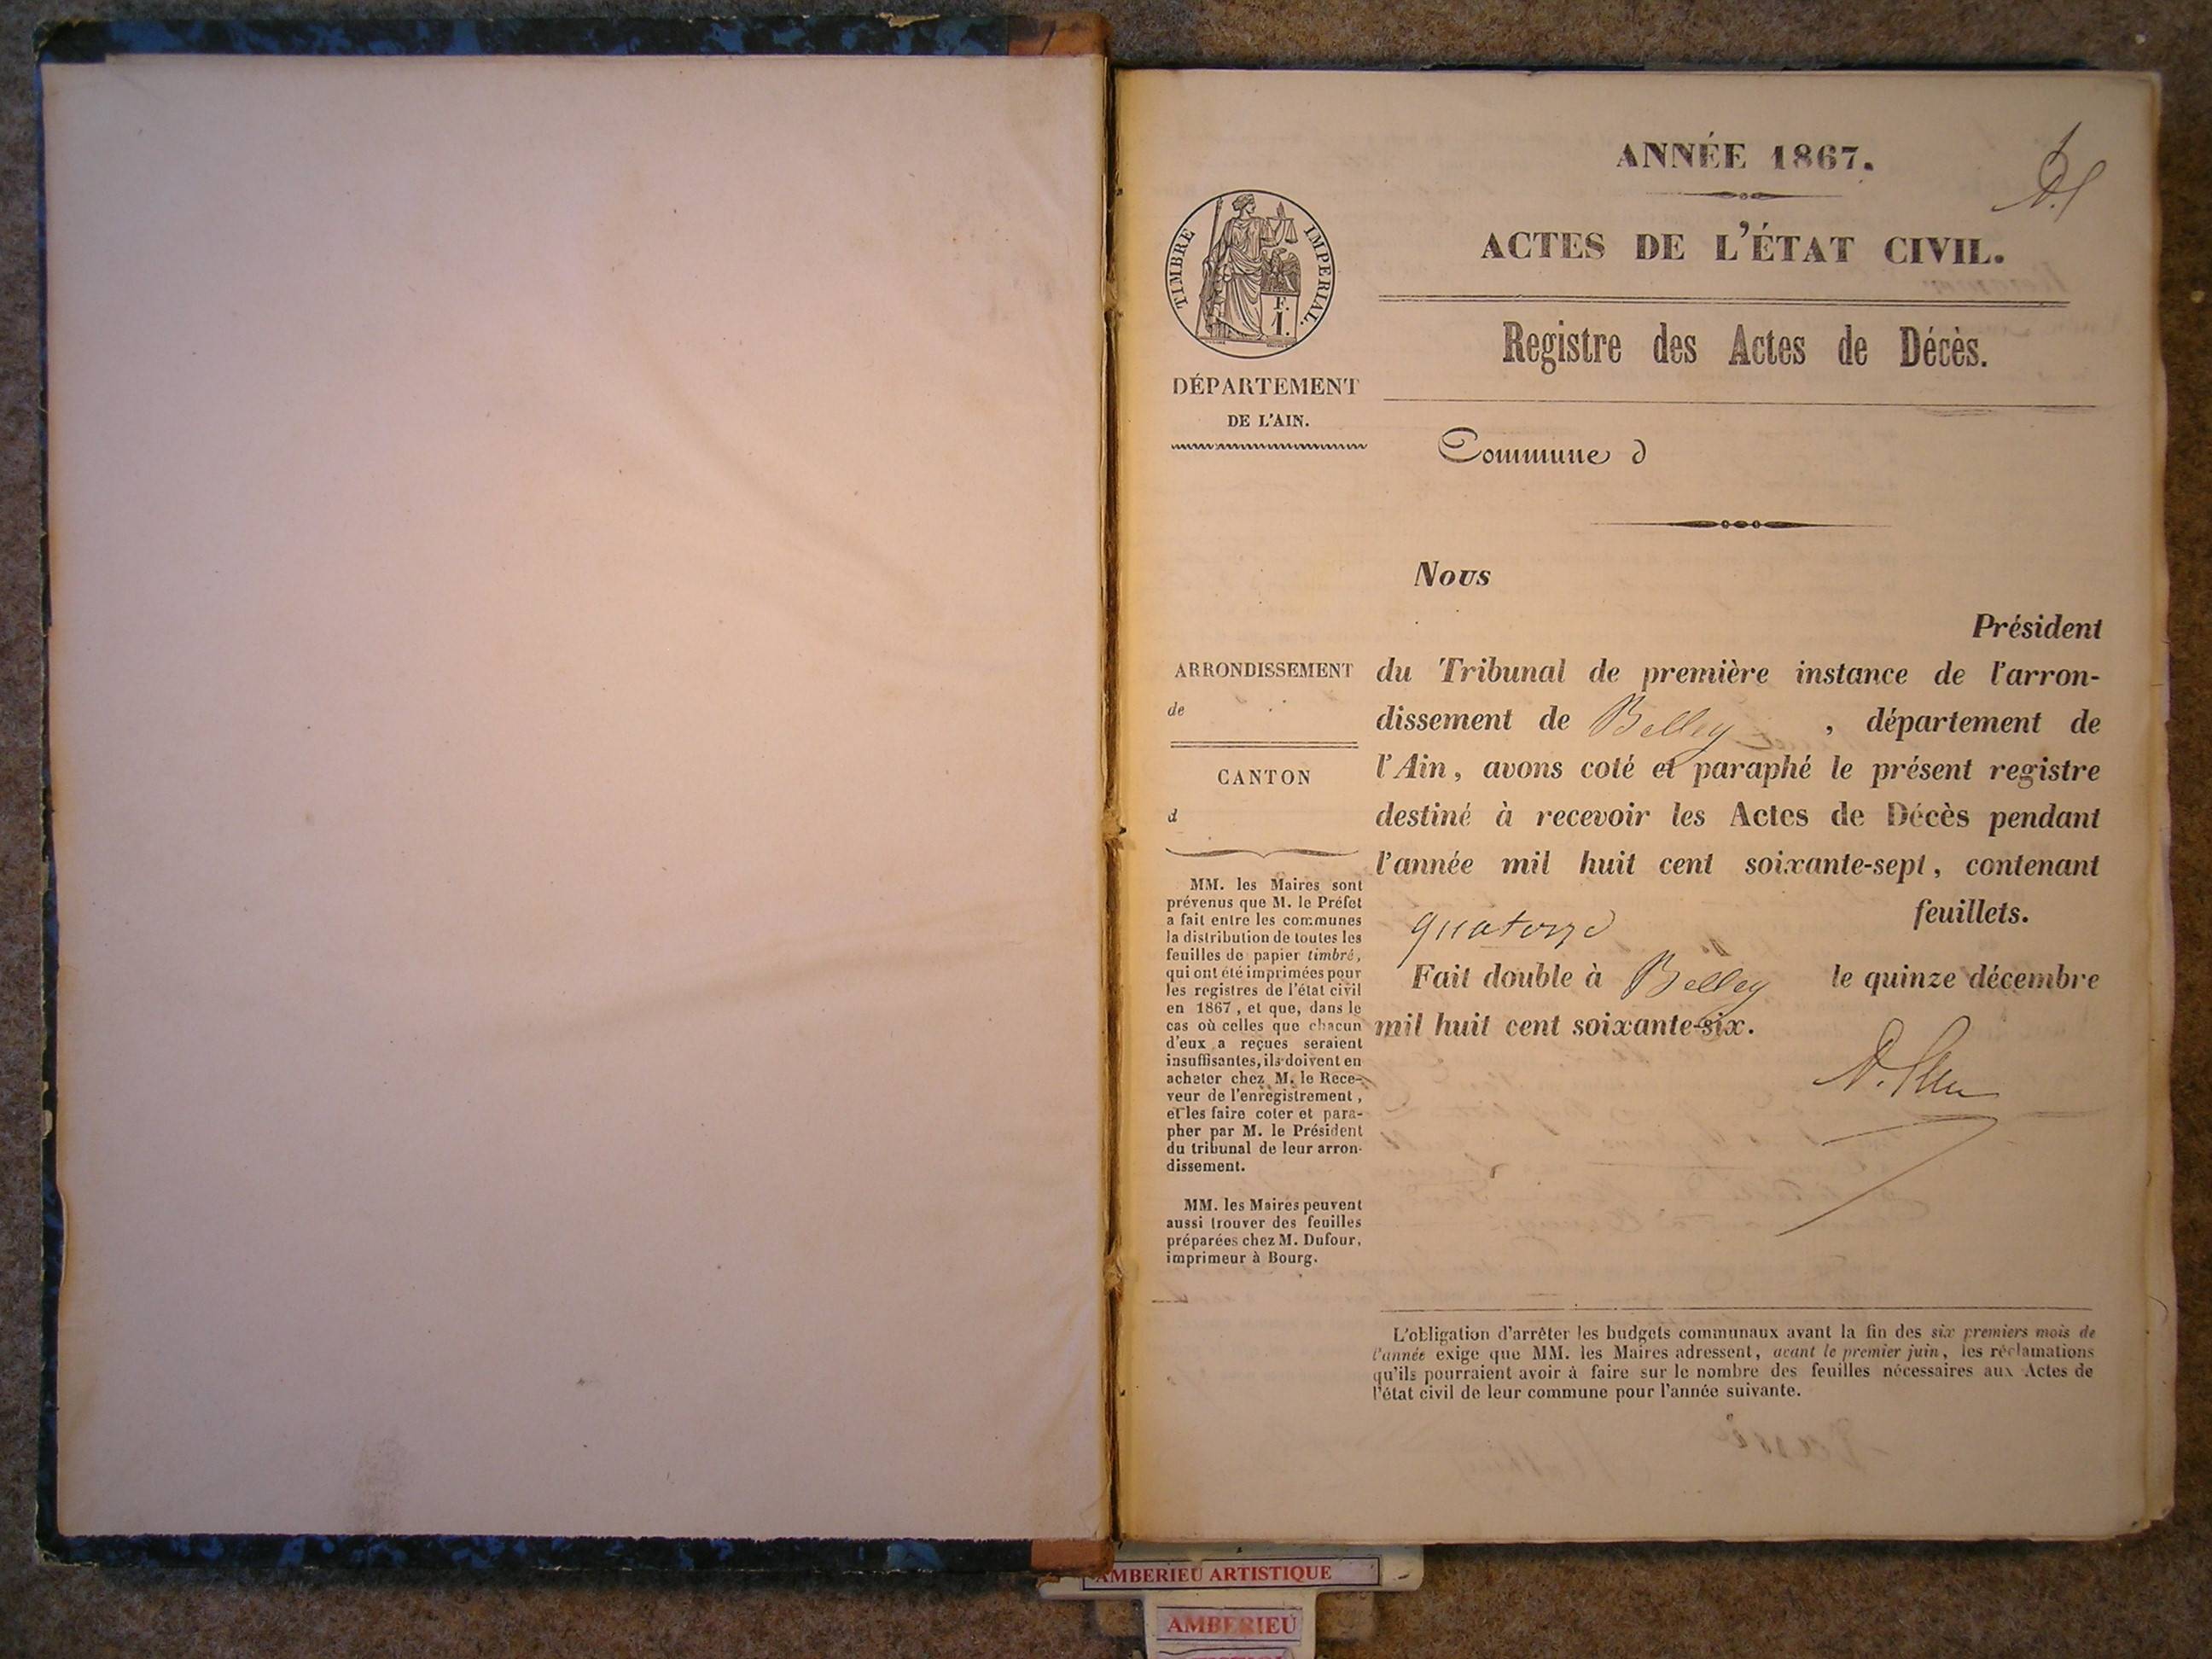 ANNÉE 1867.
ACTES DE L'ÉTAT CIVIL.
Registre des Actes de Décès.
TIMBRE IMPERIAL.
F.
1.
DÉPARTEMENT
DE L'AIN.
Commune d
Nous
Président
du Tribunal de première instance de l'arron-
dissement de Belley , département de
l'Ain, avons coté et paraphé le présent registre
destiné à recevoir les Actes de Décès pendant
l'année mil huit cent soixante-sept, contenant
quatorze feuillets.
Fait double à Belley le quinze décembre
mil huit cent soixante-six.
ARRONDISSEMENT
de
CANTON
d
MM. les Maires sont
prévenus que M. le Préfet
a fait entre les communes
la distribution de toutes les
feuilles de papier timbré,
qui ont été imprimées pour
les registres de l'état civil
en 1867, et que, dans le
cas où celles que chacun
d'eux a reçues seraient
insuffisantes, ils doivent en
acheter chez M. le Rece-
veur de l'enregistrement,
et les faire coter et para-
pher par M. le Président
du tribunal de leur arron-
dissement.
MM. les Maires peuvent
aussi trouver des feuilles
préparées chez M. Dufour,
imprimeur à Bourg.
L'obligation d'arrêter les budgets communaux avant la fin des six premiers mois de
l'année exige que MM. les Maires adressent, avant le premier juin, les réclamations
qu'ils pourraient avoir à faire sur le nombre des feuilles nécessaires aux Actes de
l'état civil de leur commune pour l'année suivante.
AMBERIEU ARTISTIQUE
AMBERIEU